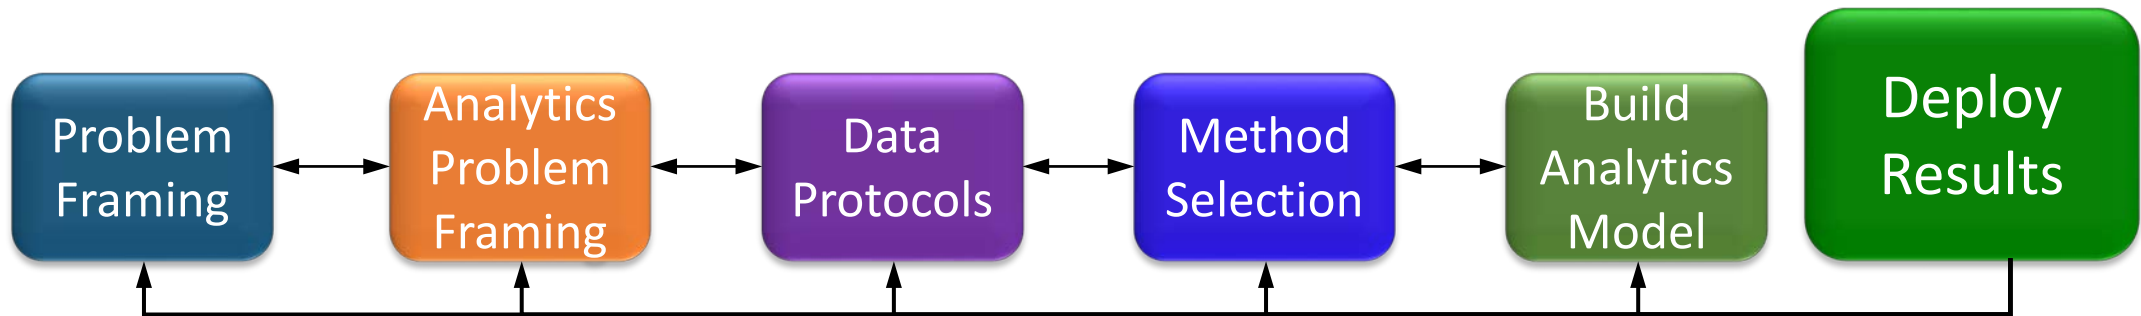 Problem
Framing
Analytics
Problem
Framing
Data
Protocols
Method
Selection
Build
Analytics
Model
Deploy
Results